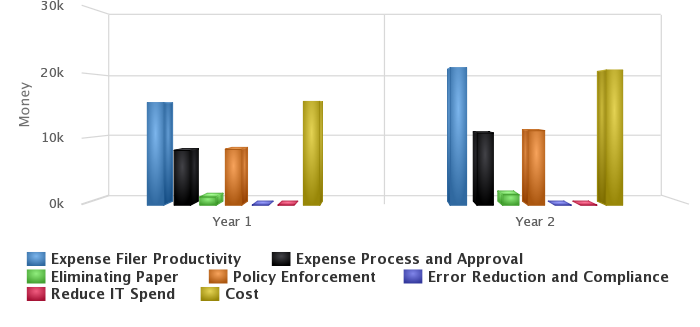 30k
20k
10k
0k
Money
Year 1
Year 2
Expense Filer Productivity
Expense Process and Approval
Eliminating Paper
Policy Enforcement
Error Reduction and Compliance
Reduce IT Spend
Cost